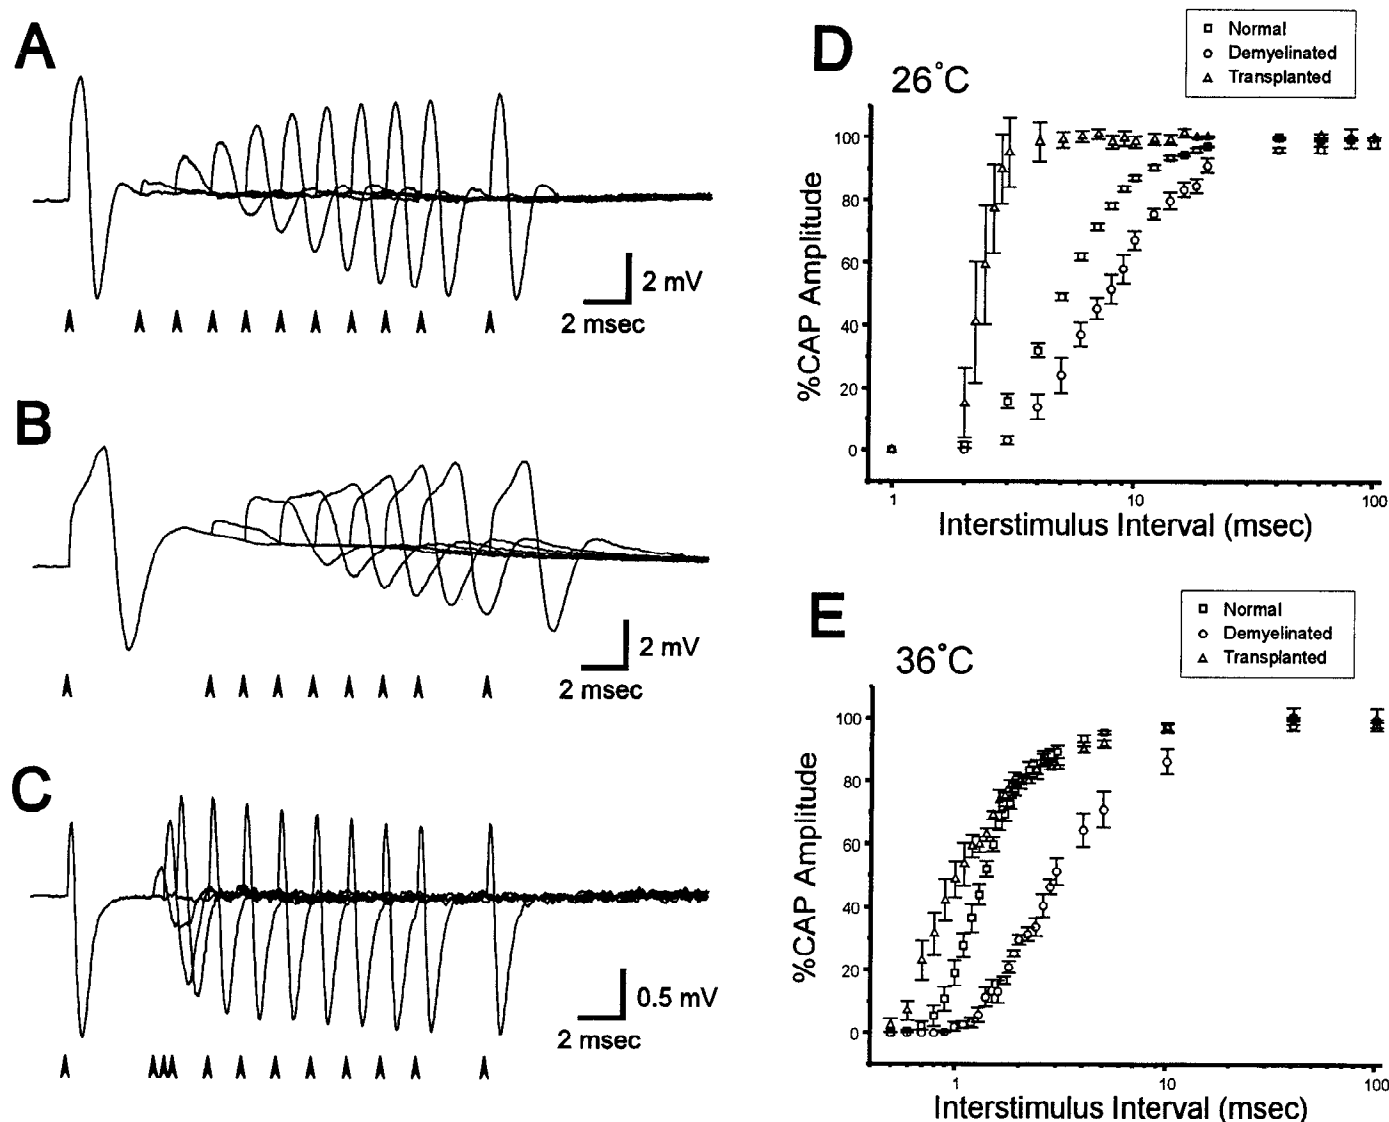 A
2 mV
2 msec
B
2 mV
2 msec
C
0.5 mV
2 msec
D
26°C
Normal
Demyelinated
Transplanted
100
80
60
40
20
0
%CAP Amplitude
1
10
100
Interstimulus Interval (msec)
E
36°C
Normal
Demyelinated
Transplanted
100
80
60
40
20
0
%CAP Amplitude
1
10
100
Interstimulus Interval (msec)